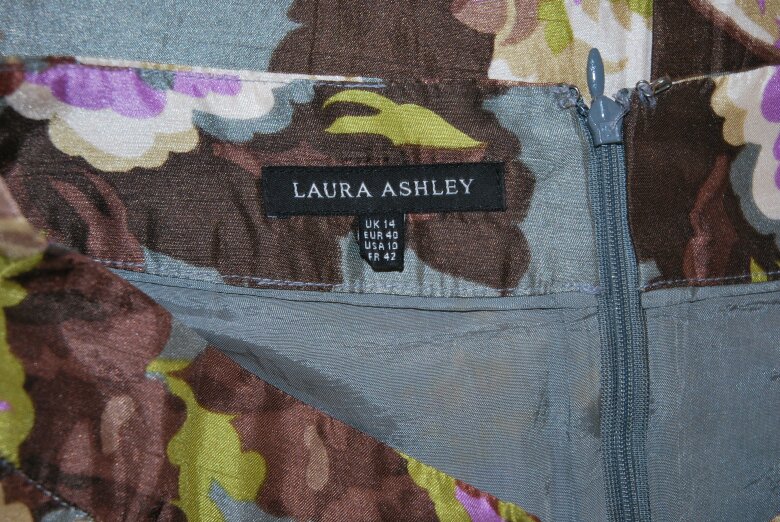 LAURA ASHLEY
UK 14
EUR 40
USA 10
FR 42